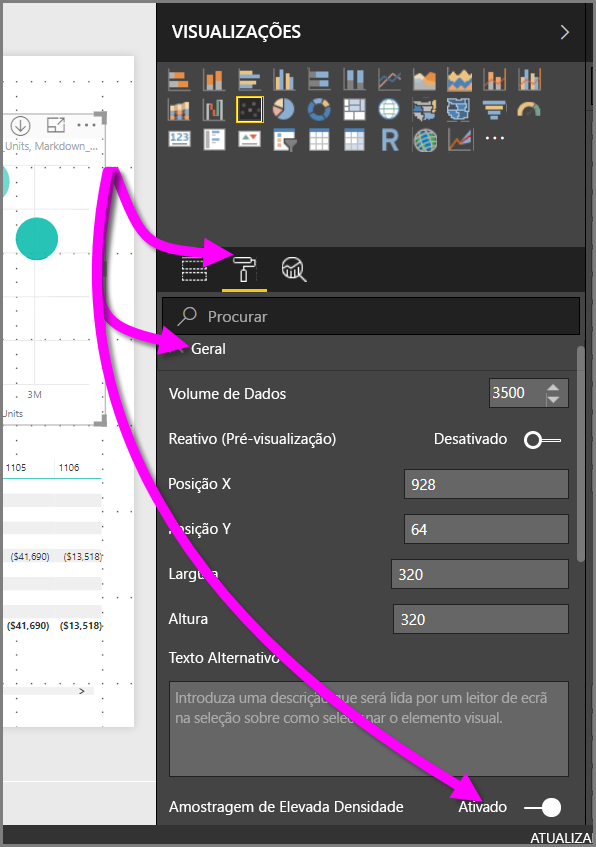 VISUALIZAÇÕES
123
R
_Units, Markdown_...
Procurar
Geral
Volume de Dados
3500
3M
Units
Reativo (Pré-visualização)
Desativado
1105 1106
Posição X
928
Posição Y
64
($41,690) ($13,518)
Largura
320
Altura
320
($41,690) ($13,518)
Texto Alternativo
Introduza uma descrição que será lida por um leitor de ecrã
na seleção sobre como selecionar o elemento visual.
Amostragem de Elevada Densidade
Ativado
ATUALIZA